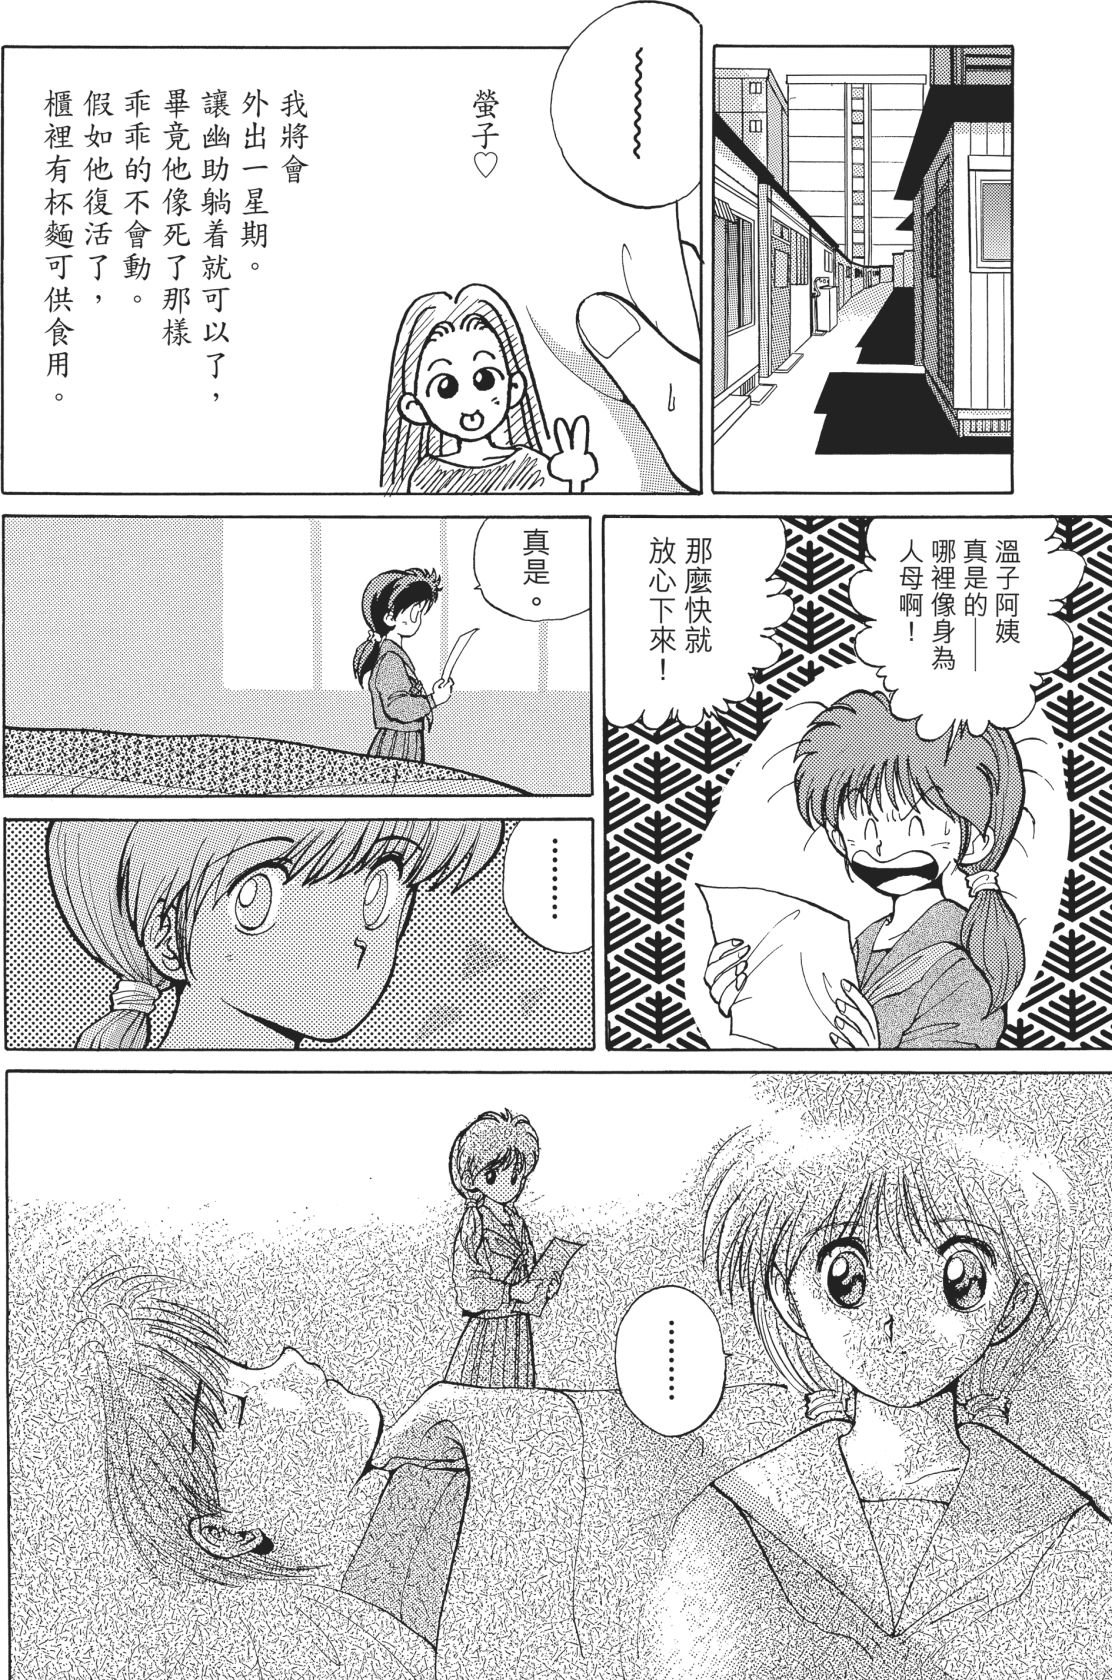 螢子♡
我將會
外出一星期。
讓幽助躺着就可以了，
畢竟他像死了那樣
乖乖的不會動。
假如他復活了，
櫃裡有杯麵可供食用。
溫子阿姨
真是的——
哪裡像身為
人母啊！
那麼快就
放心下來！
真是。
………
………